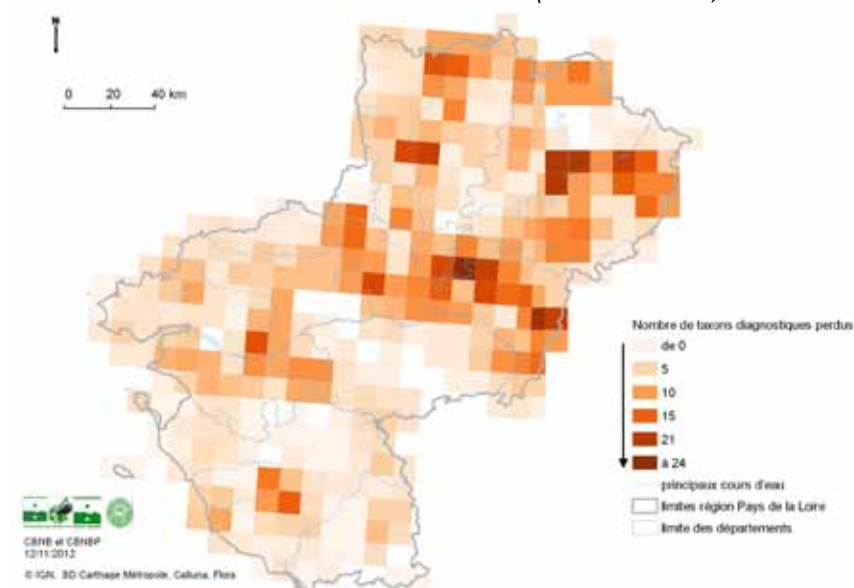 N
0 20 40 km
Nombre de taxons diagnostiques perdus
de 0
5
10
15
21
à 24
principaux cours d'eau
limites région Pays de la Loire
limite des départements
CBNB et CBNBP
12/11/2012
© IGN, BD Carthage Métropole, Calluna, Flora